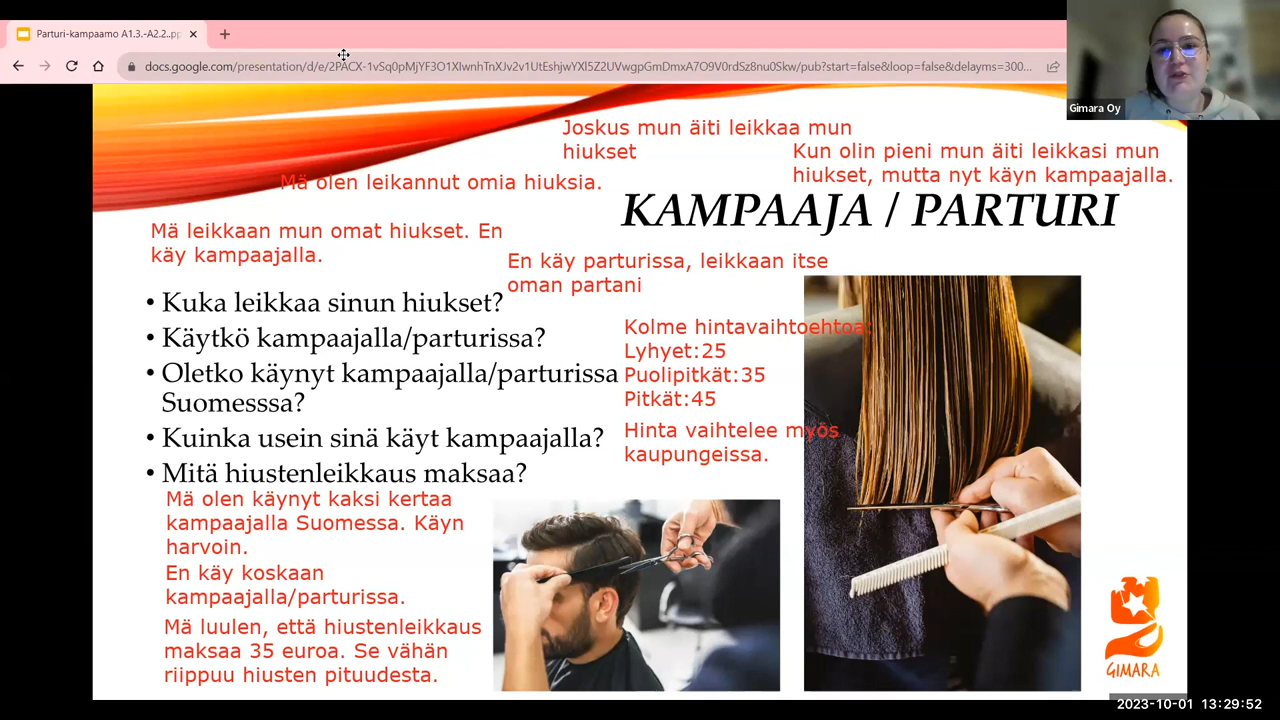 Parturi-kampaamo A1.3.-A2.2..pp
docs.google.com/presentation/d/e/2PACX-1vSq0pMjYF3O1XIwnhTnXJv2v1UtEshjwYXl5Z2UVwgpGmDmxA7O9V0rdSz8nu0Skw/pub?start=false&loop=false&delayms=300...
Gimara Oy
Joskus mun äiti leikkaa mun
hiukset
Kun olin pieni mun äiti leikkasi mun
hiukset, mutta nyt käyn kampaajalla.
Mä olen leikannut omia hiuksia.
KAMPAAJA / PARTURI
Mä leikkaan mun omat hiukset. En
käy kampaajalla.
En käy parturissa, leikkaan itse
oman partani
• Kuka leikkaa sinun hiukset?
• Käytkö kampaajalla/parturissa?
• Oletko käynyt kampaajalla/parturissa
Suomesssa?
• Kuinka usein sinä käyt kampaajalla?
• Mitä hiustenleikkaus maksaa?
Kolme hintavaihtoehtoa:
Lyhyet:25
Puolipitkät:35
Pitkät:45
Hinta vaihtelee myös
kaupungeissa.
Mä olen käynyt kaksi kertaa
kampaajalla Suomessa. Käyn
harvoin.
En käy koskaan
kampaajalla/parturissa.
Mä luulen, että hiustenleikkaus
maksaa 35 euroa. Se vähän
riippuu hiusten pituudesta.
GIMARA
2023-10-01 13:29:52